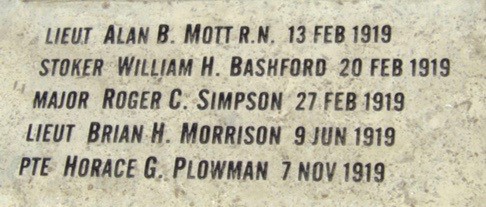 LIEUT ALAN B. MOTT R.N. 13 FEB 1919
STOKER WILLIAM H. BASHFORD 20 FEB 1919
MAJOR ROGER C. SIMPSON 27 FEB 1919
LIEUT BRIAN H. MORRISON 9 JUN 1919
PTE HORACE G. PLOWMAN 7 NOV 1919